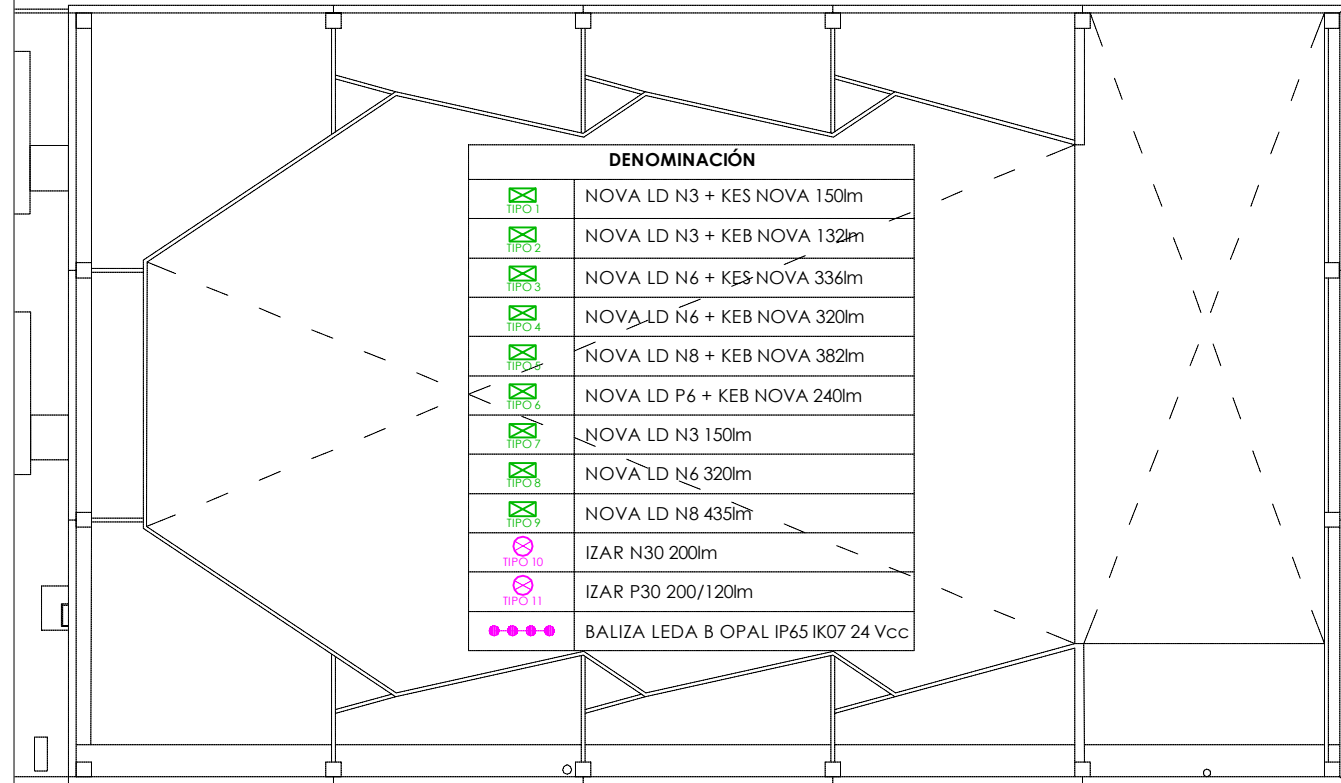 DENOMINACIÓN
TIPO 1 NOVA LD N3 + KES NOVA 150lm
TIPO 2 NOVA LD N3 + KEB NOVA 132lm
TIPO 3 NOVA LD N6 + KES NOVA 336lm
TIPO 4 NOVA LD N6 + KEB NOVA 320lm
TIPO 5 NOVA LD N8 + KEB NOVA 382lm
TIPO 6 NOVA LD P6 + KEB NOVA 240lm
TIPO 7 NOVA LD N3 150lm
TIPO 8 NOVA LD N6 320lm
TIPO 9 NOVA LD N8 435lm
TIPO 10 IZAR N30 200lm
TIPO 11 IZAR P30 200/120lm
BALIZA LEDA B OPAL IP65 IK07 24 Vcc